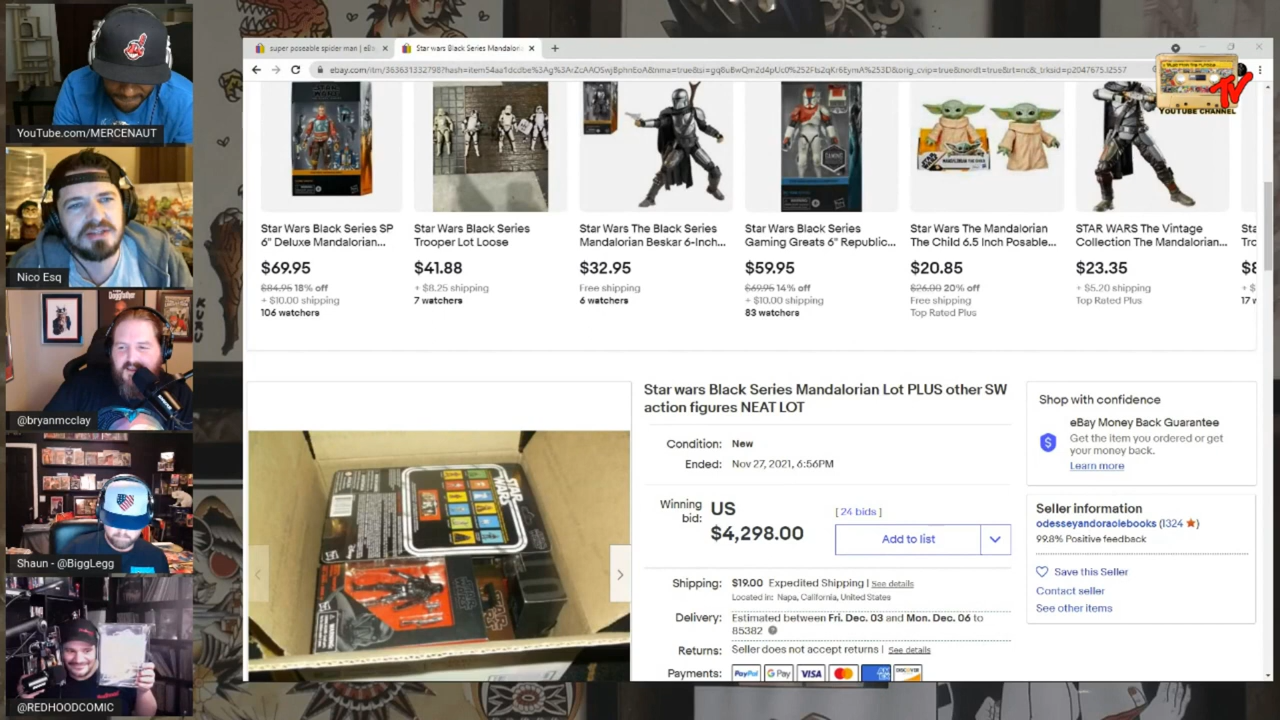 YouTube.com/MERCENAUT
Nico Esq
@bryanmcclay
Shaun - @BiggLegg
@REDHOODCOMIC
super poseable spider man | eB
Star wars Black Series Mandaloria
YOUTUBE CHANNEL
Star Wars Black Series SP
6" Deluxe Mandalorian...
$69.95
$84.95 18% off
+ $10.00 shipping
106 watchers
Star Wars Black Series
Trooper Lot Loose
$41.88
+ $8.25 shipping
7 watchers
Star Wars The Black Series
Mandalorian Beskar 6-Inch...
$32.95
Free shipping
6 watchers
Star Wars Black Series
Gaming Greats 6" Republic...
$59.95
$69.95 14% off
+ $10.00 shipping
83 watchers
Star Wars The Mandalorian
The Child 6.5 Inch Posable...
$20.85
$26.00 20% off
Free shipping
Top Rated Plus
STAR WARS The Vintage
Collection The Mandalorian...
$23.35
+ $5.20 shipping
Top Rated Plus
Star wars Black Series Mandalorian Lot PLUS other SW
action figures NEAT LOT
Condition: New
Ended: Nov 27, 2021, 6:56PM
Winning bid: US $4,298.00
[ 24 bids ]
Add to list
Shipping: $19.00 Expedited Shipping | See details
Located in: Napa, California, United States
Delivery: Estimated between Fri. Dec. 03 and Mon. Dec. 06 to
85382
Returns: Seller does not accept returns | See details
Payments: PayPal G Pay VISA DISCOVER
Shop with confidence
eBay Money Back Guarantee
Get the item you ordered or get
your money back.
Learn more
Seller information
odesseyandoraclebooks (1324 ★)
99.8% Positive feedback
Save this Seller
Contact seller
See other items
STAR WARS